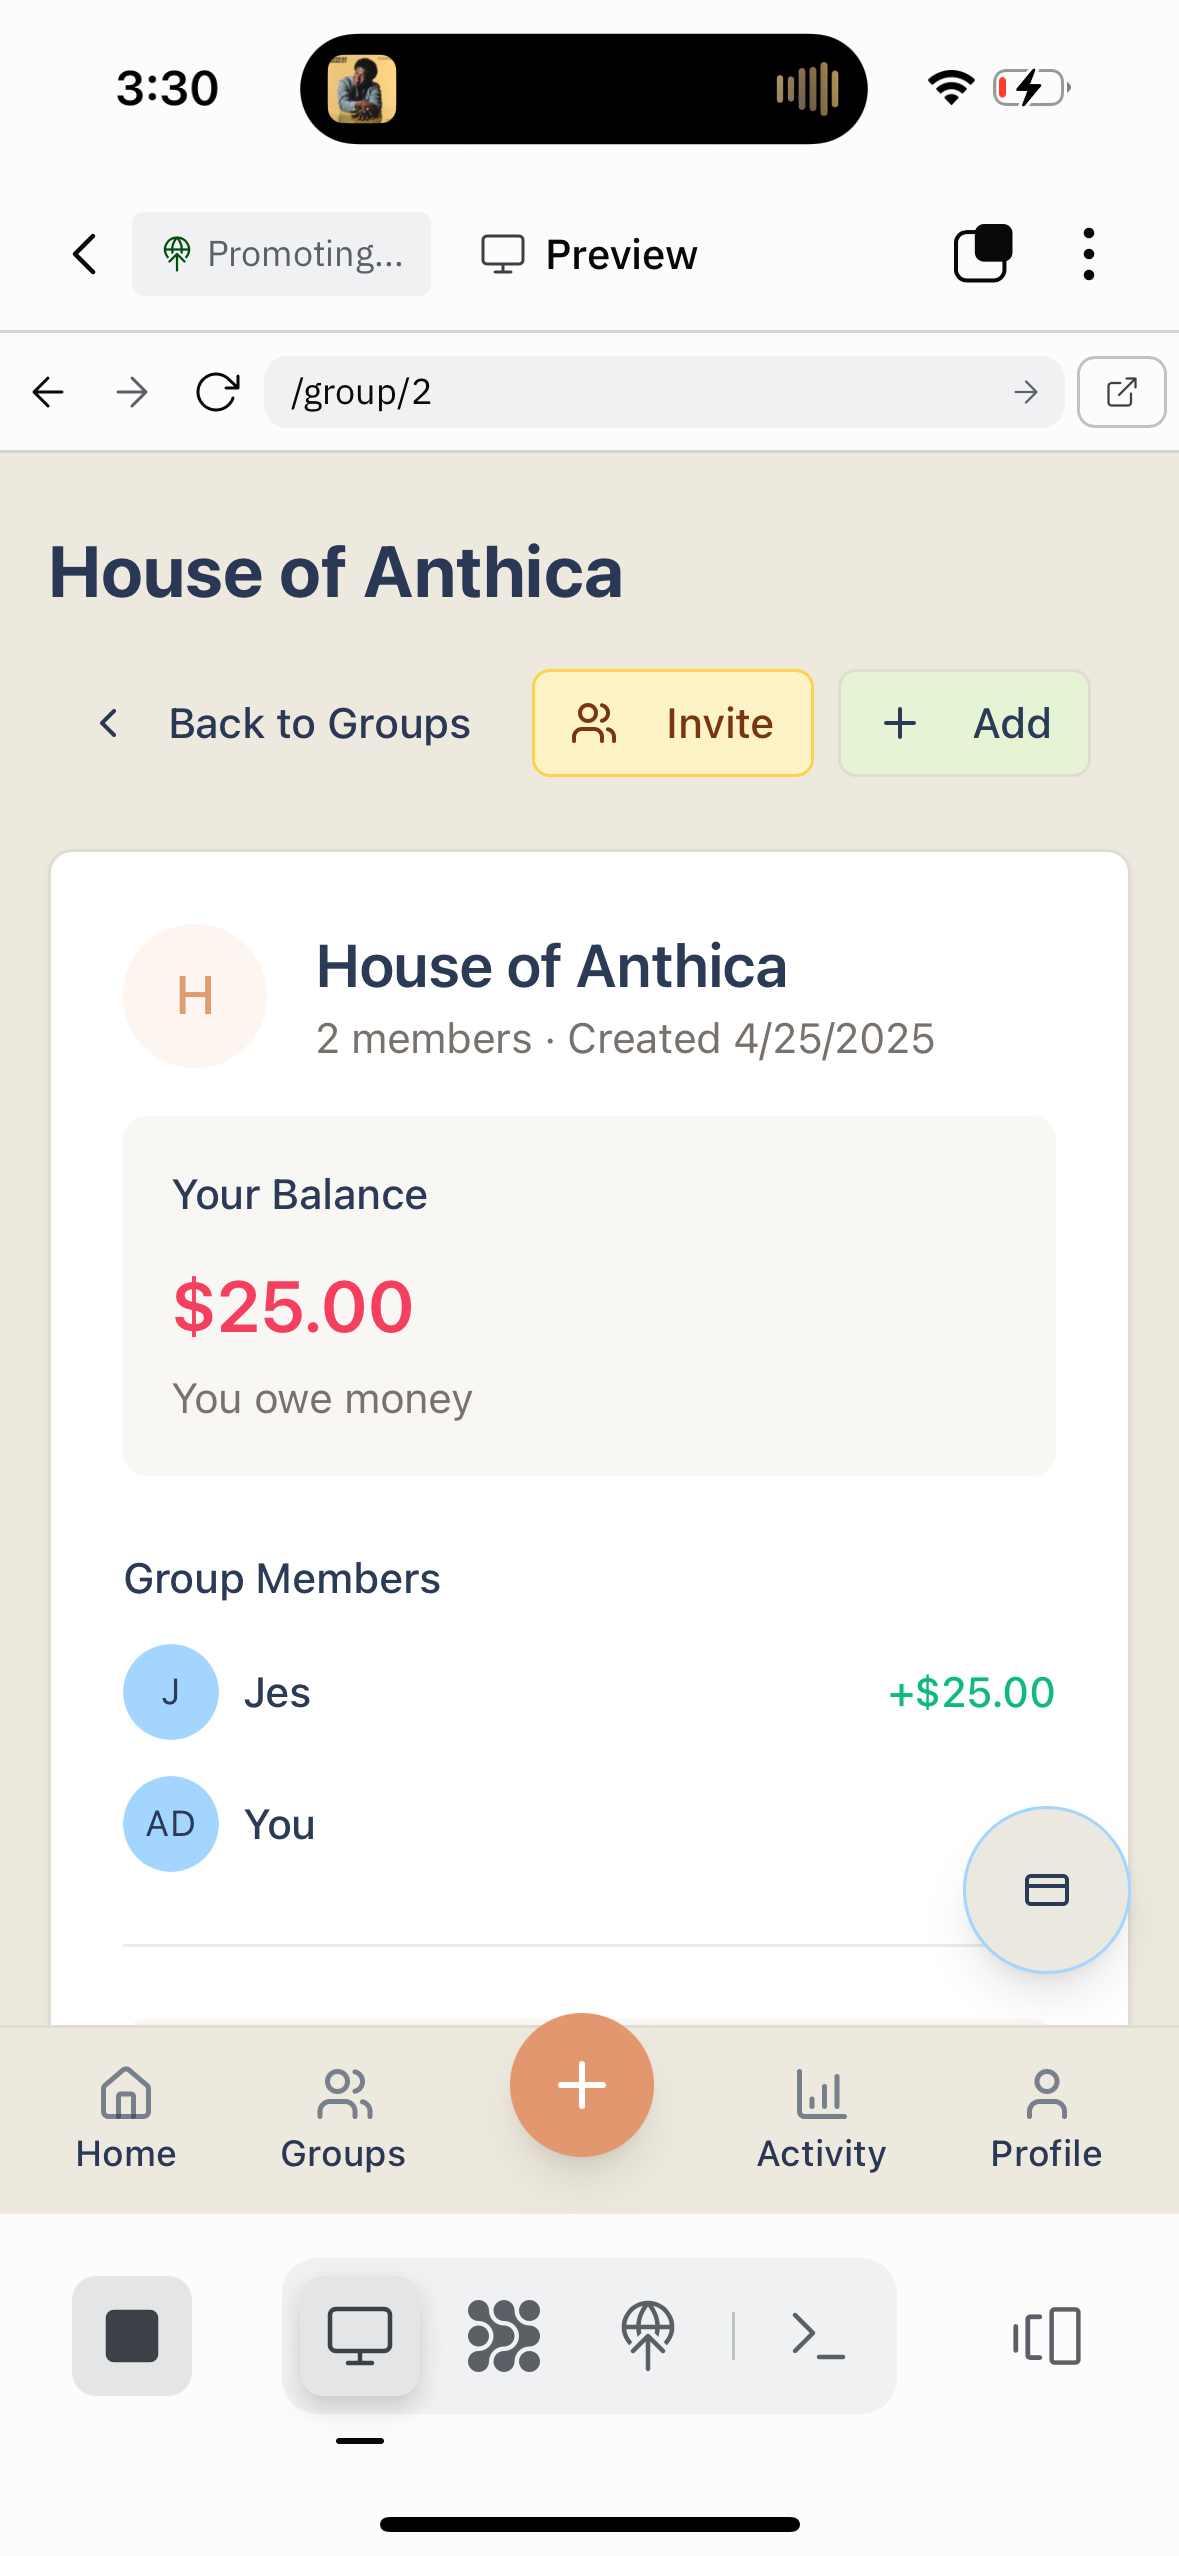 3:30
Promoting...
Preview
/group/2
House of Anthica
Back to Groups
Invite
Add
H
House of Anthica
2 members · Created 4/25/2025
Your Balance
$25.00
You owe money
Group Members
J
Jes
+$25.00
AD
You
Home
Groups
Activity
Profile